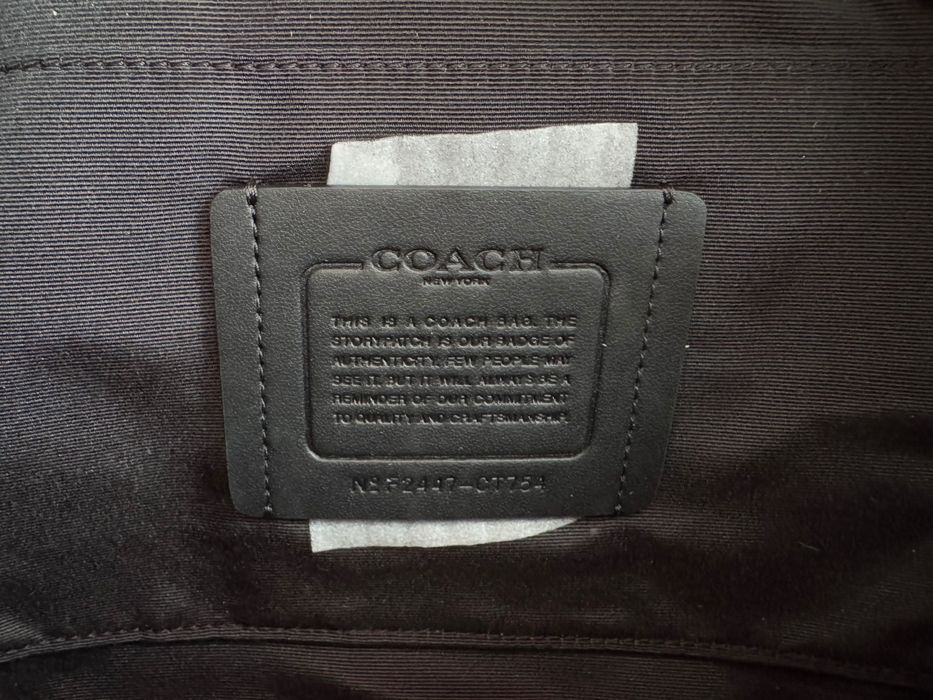 COACH
NEW YORK
THIS IS A COACH BAG. THE
STORYPATCH IS OUR BADGE OF
AUTHENTICITY. FEW PEOPLE MAY
SEE IT, BUT IT WILL ALWAYS BE A
REMINDER OF OUR COMMITMENT
TO QUALITY AND CRAFTSMANSHIP.
Nº F2447-CT754